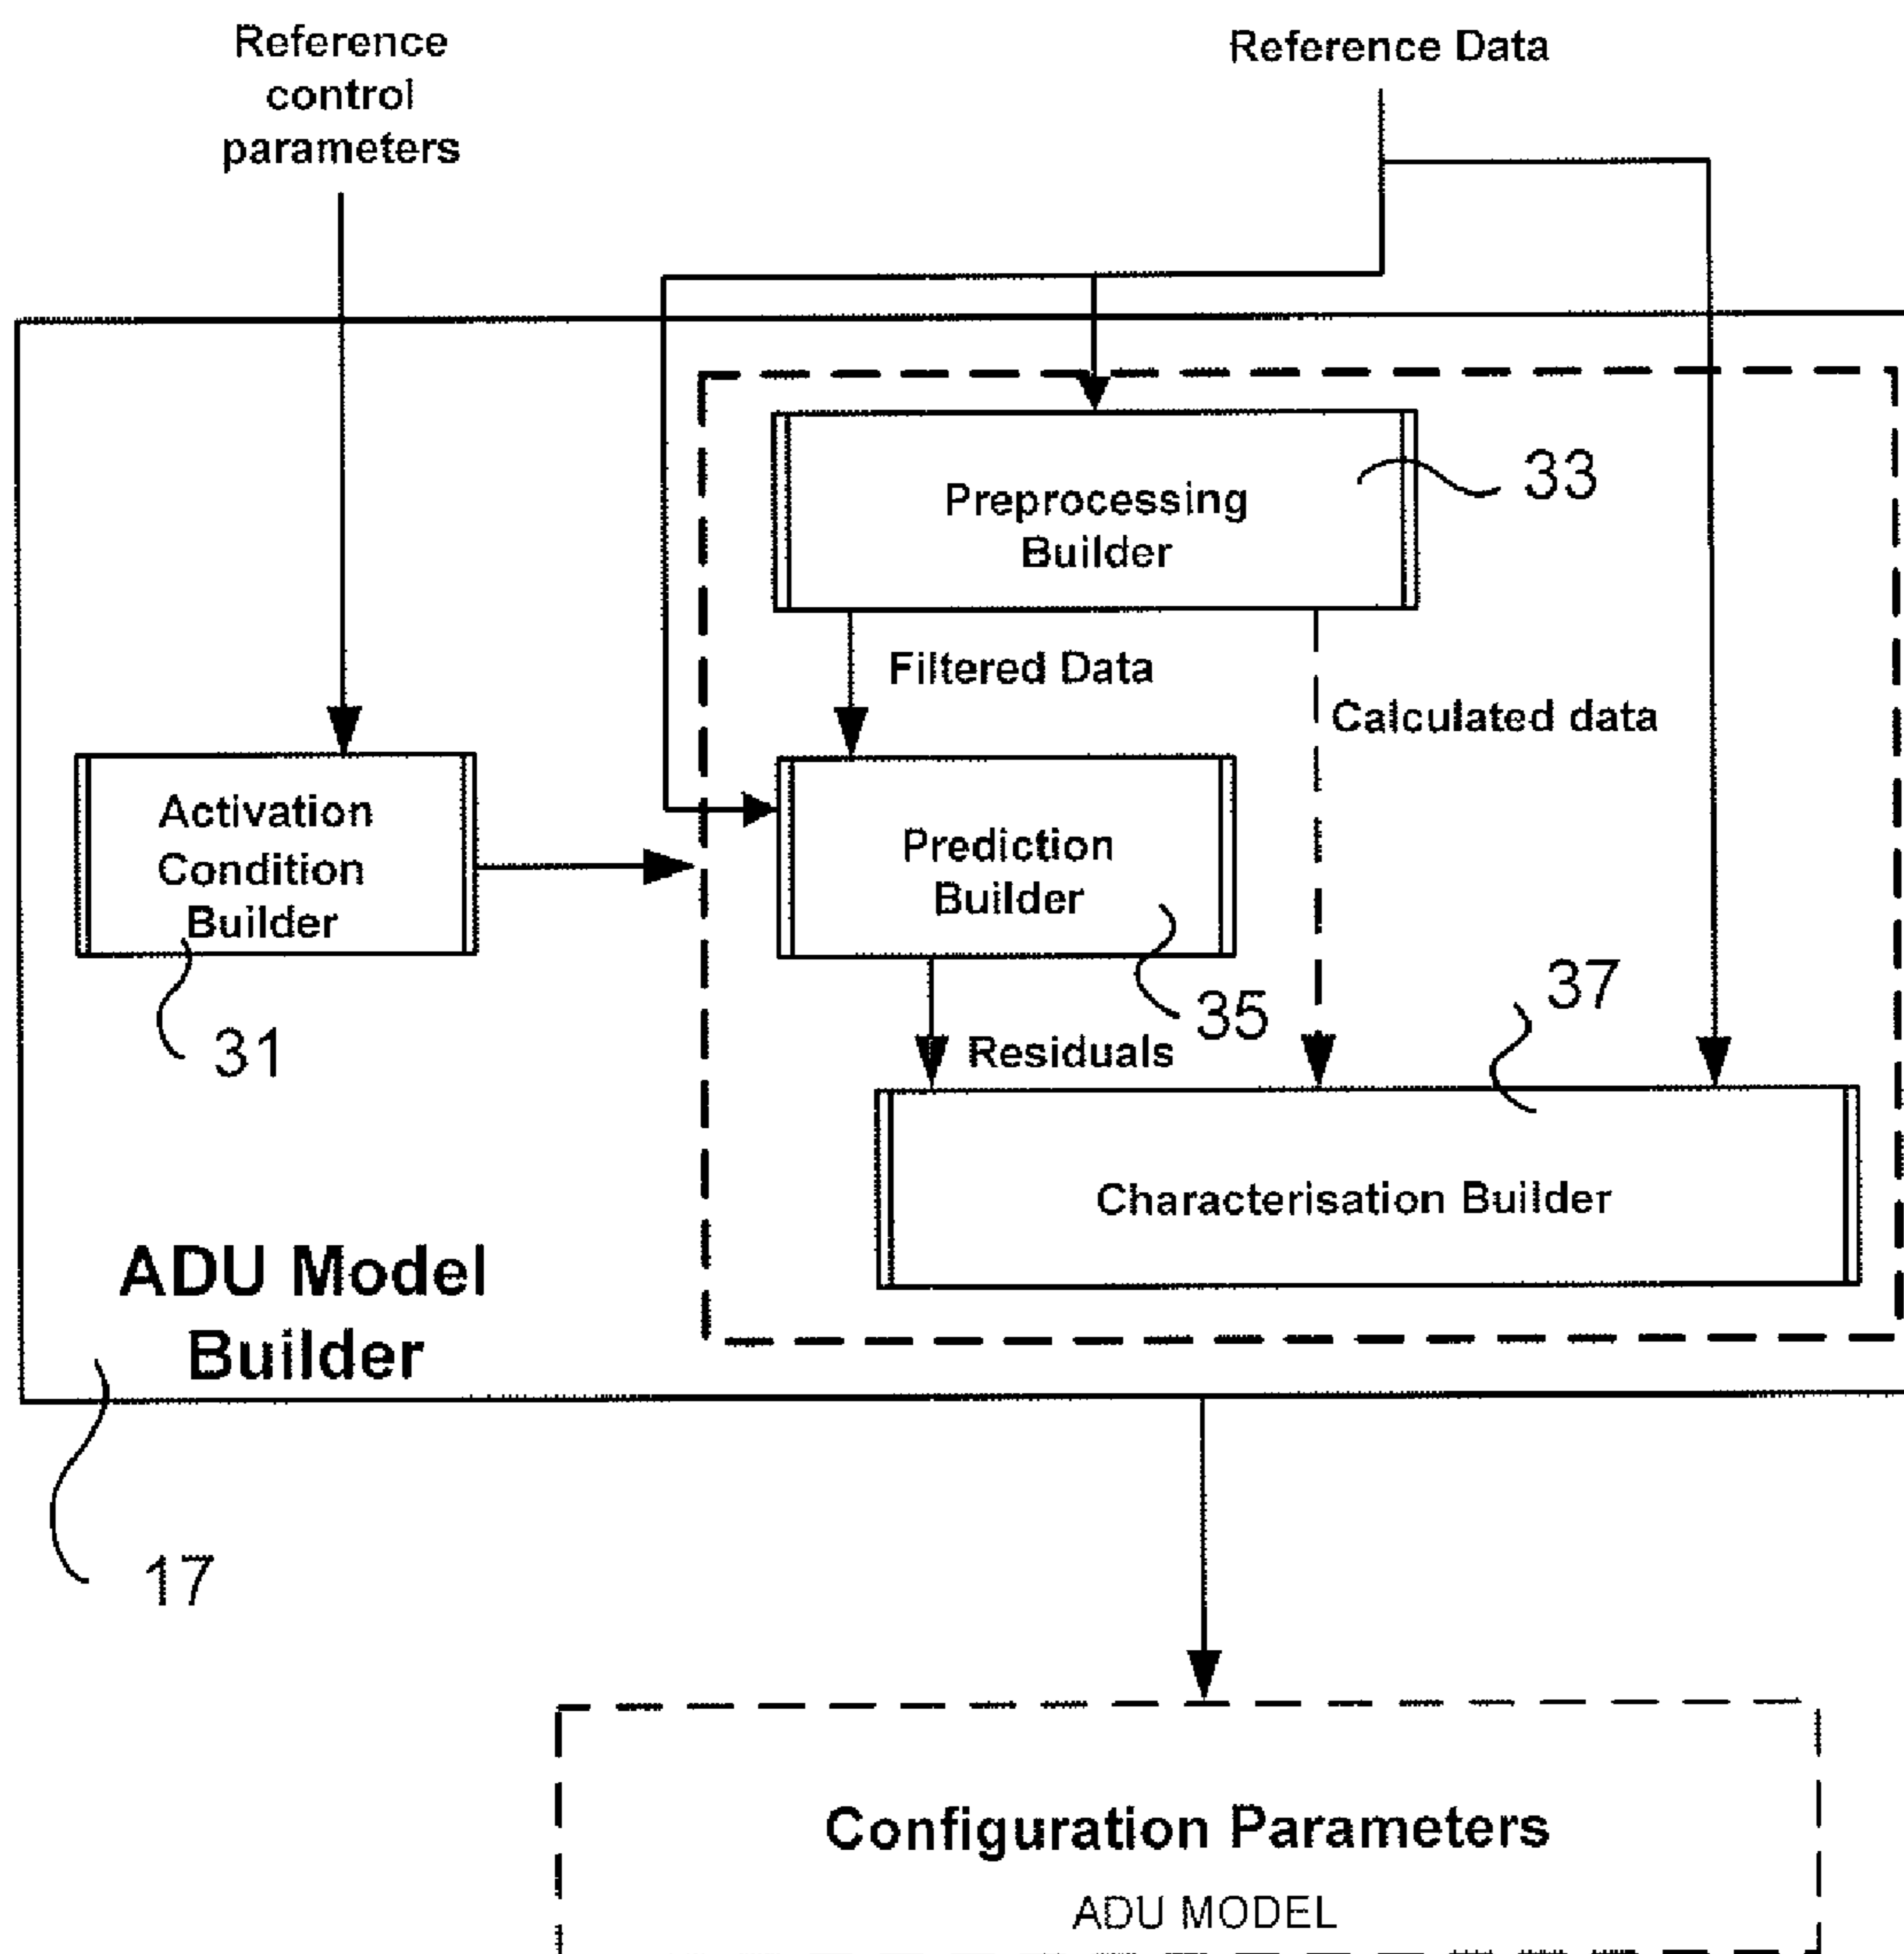 Reference
control
parameters
Reference Data
Preprocessing
Builder
33
Filtered Data
Calculated data
Activation
Condition
Builder
31
Prediction
Builder
35
Residuals
37
Characterisation Builder
ADU Model
Builder
17
Configuration Parameters
ADU MODEL